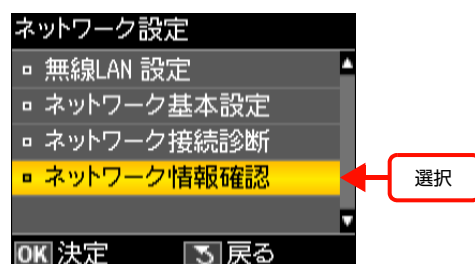 ネットワーク設定
無線LAN 設定
ネットワーク基本設定
ネットワーク接続診断
ネットワーク情報確認
選択
OK 決定 戻る